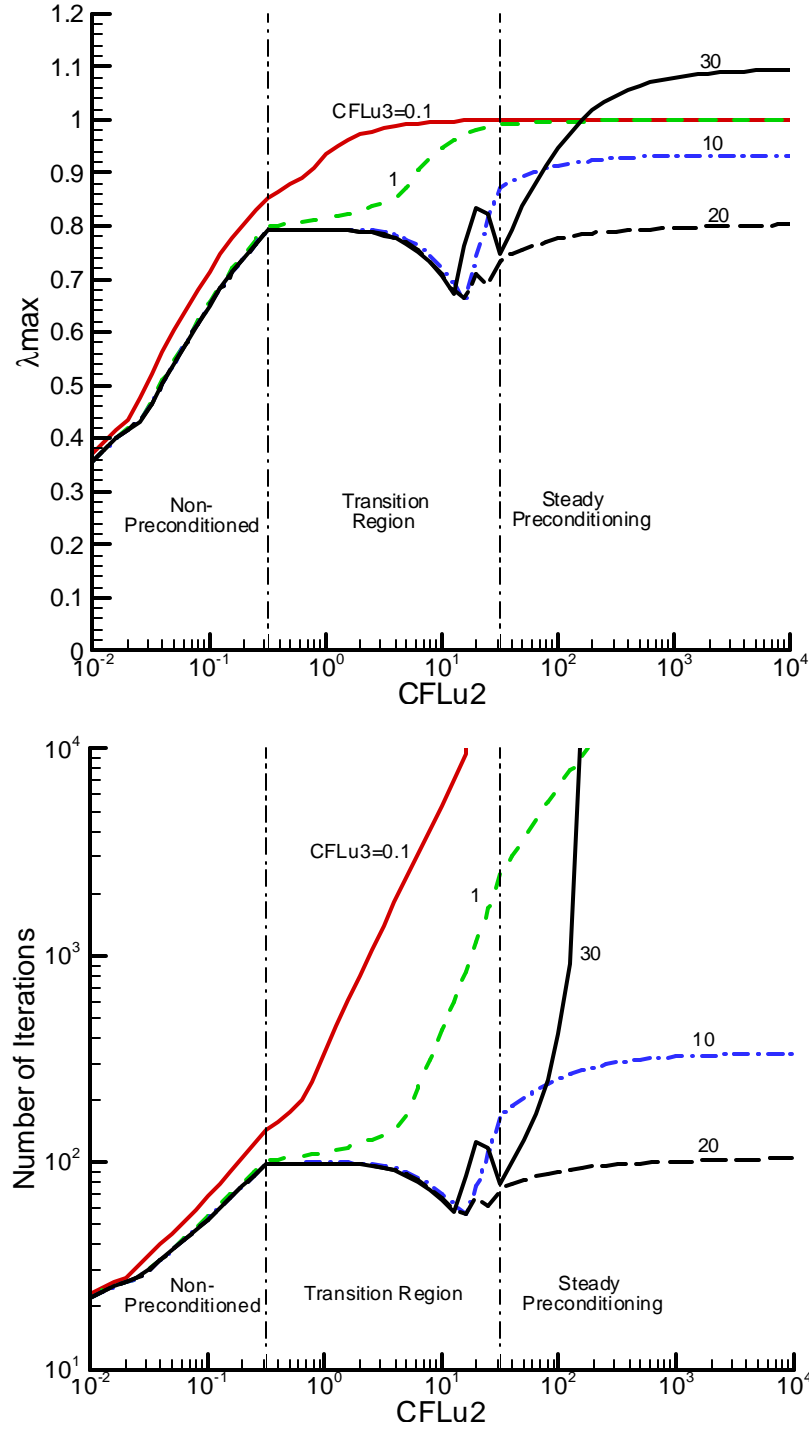 1.2
1.1
1
0.9
0.8
0.7
0.6
0.5
0.4
0.3
0.2
0.1
0
λmax
CFLu3=0.1
1
30
10
20
Non-
Preconditioned
Transition
Region
Steady
Preconditioning
10-2
10-1
100
101
102
103
104
CFLu2
104
103
102
101
Number of Iterations
CFLu3=0.1
1
30
10
20
Non-
Preconditioned
Transition Region
Steady
Preconditioning
10-2
10-1
100
101
102
103
104
CFLu2